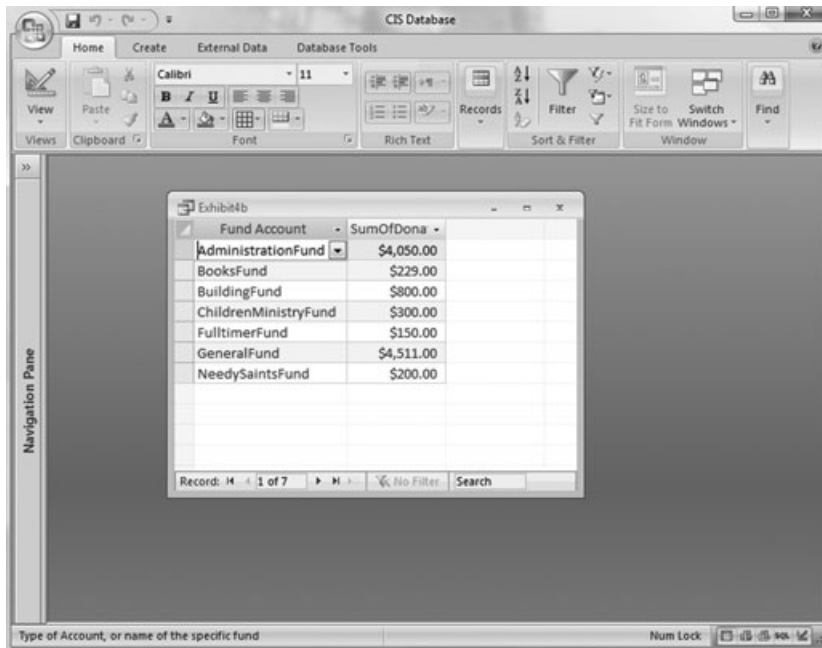 CIS Database
Home Create External Data Database Tools
View
Paste
Calibri 11
B I U
A
Records
Filter
Size to Fit Form
Switch Windows
Find
Views Clipboard Font Rich Text Sort & Filter Window
Exhibit4b
Fund Account SumOfDona
AdministrationFund $4,050.00
BooksFund $229.00
BuildingFund $800.00
ChildrenMinistryFund $300.00
FulltimerFund $150.00
GeneralFund $4,511.00
NeedySaintsFund $200.00
Record: 1 of 7 No Filter Search
Navigation Pane
Type of Account, or name of the specific fund Num Lock SQL